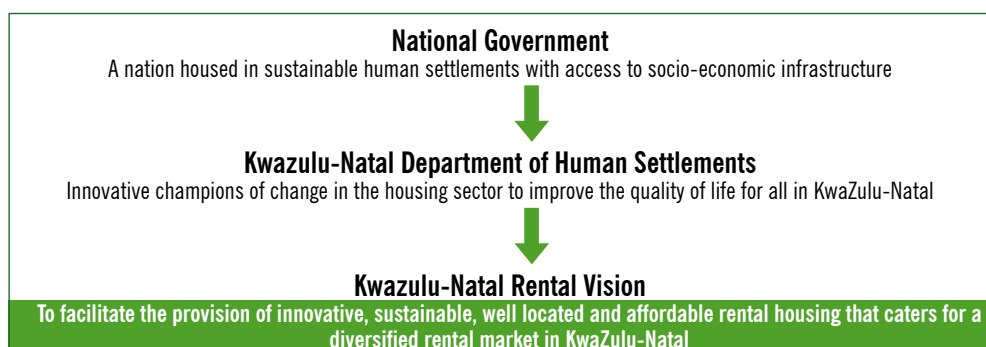 National Government
A nation housed in sustainable human settlements with access to socio-economic infrastructure
Kwazulu-Natal Department of Human Settlements
Innovative champions of change in the housing sector to improve the quality of life for all in KwaZulu-Natal
Kwazulu-Natal Rental Vision
To facilitate the provision of innovative, sustainable, well located and affordable rental housing that caters for a
diversified rental market in KwaZulu-Natal